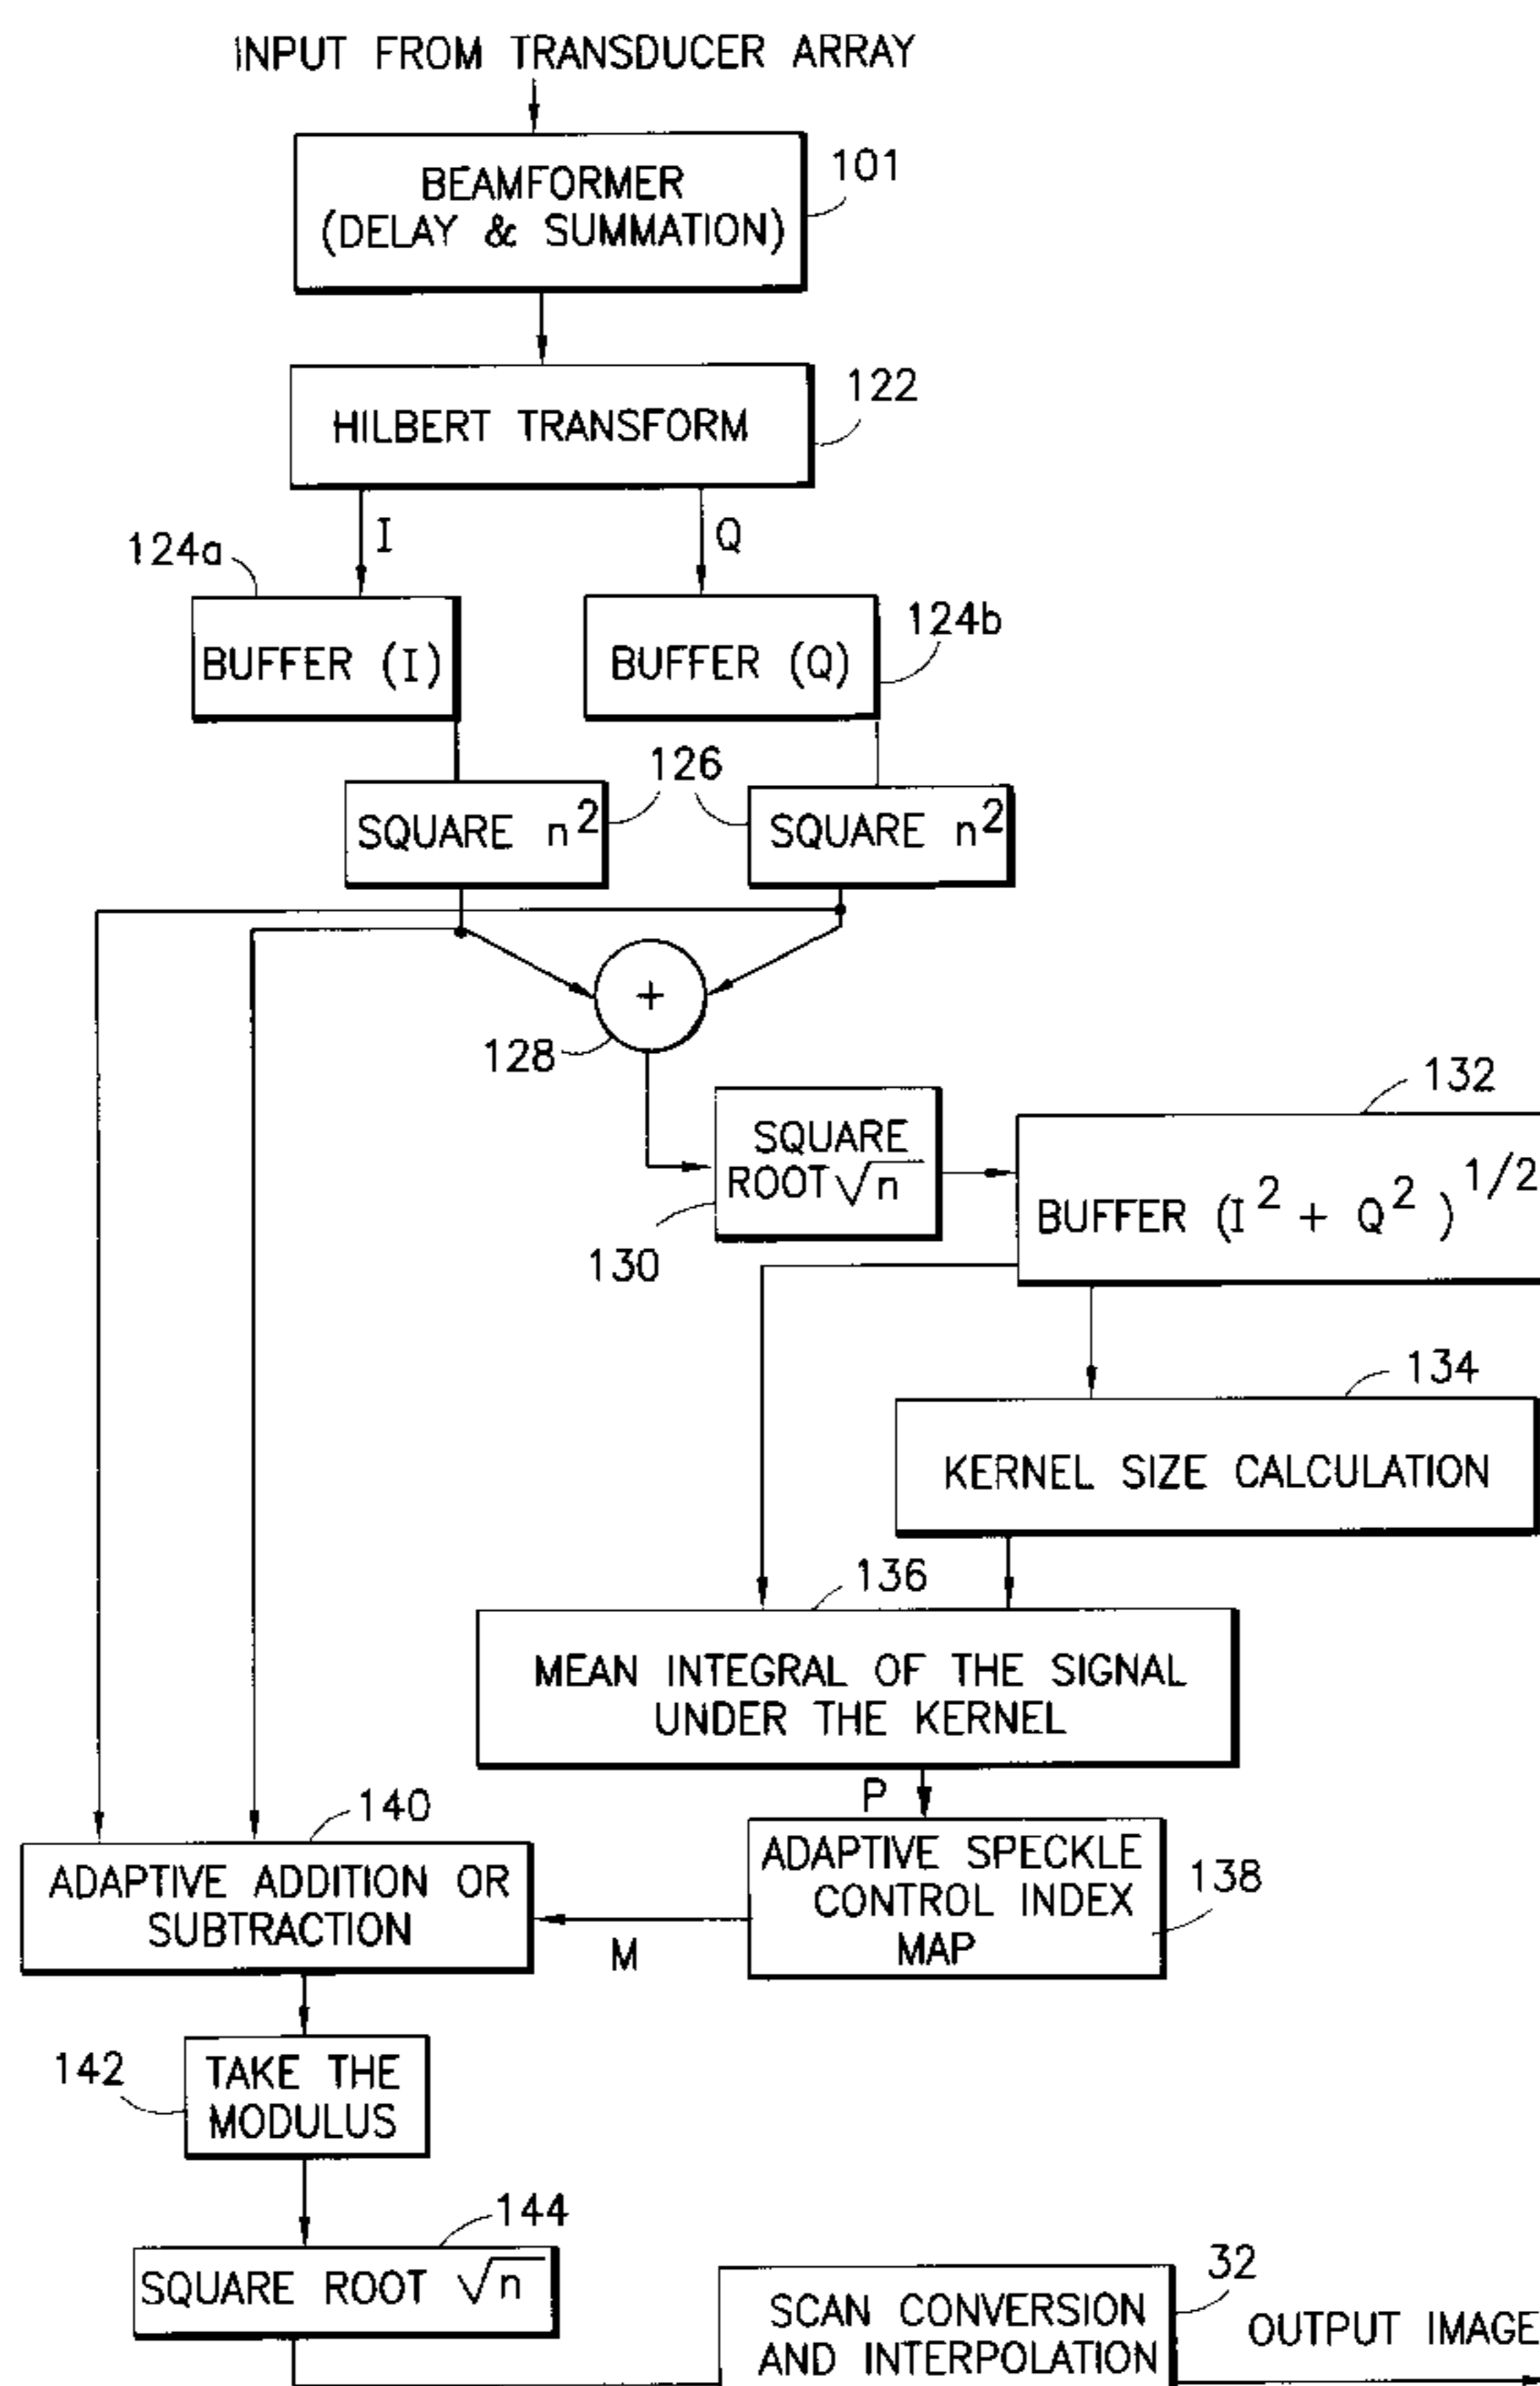 INPUT FROM TRANSDUCER ARRAY
BEAMFORMER
(DELAY & SUMMATION)
101
HILBERT TRANSFORM
122
I
Q
124a
BUFFER (I)
BUFFER (Q)
124b
126
SQUARE n²
SQUARE n²
+
128
SQUARE
ROOT √n
130
132
BUFFER (I² + Q²)^1/2
134
KERNEL SIZE CALCULATION
136
MEAN INTEGRAL OF THE SIGNAL
UNDER THE KERNEL
P
140
ADAPTIVE ADDITION OR
SUBTRACTION
M
ADAPTIVE SPECKLE
CONTROL INDEX
MAP
138
142
TAKE THE
MODULUS
144
SQUARE ROOT √n
32
SCAN CONVERSION
AND INTERPOLATION
OUTPUT IMAGE